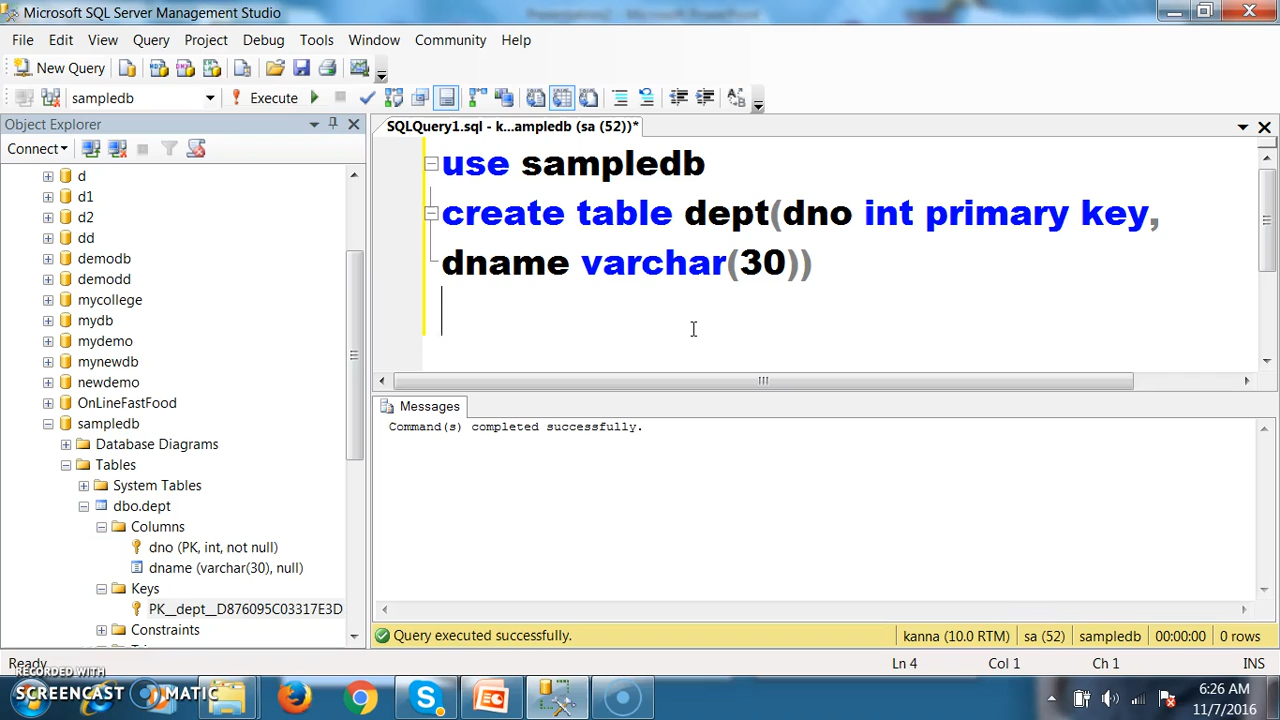 Microsoft SQL Server Management Studio
File Edit View Query Project Debug Tools Window Community Help
New Query
sampledb
Execute
Object Explorer
SQLQuery1.sql - k...ampledb (sa (52))*
Connect
d
d1
d2
dd
demodb
demodd
mycollege
mydb
mydemo
mynewdb
newdemo
OnLineFastFood
sampledb
Database Diagrams
Tables
System Tables
dbo.dept
Columns
dno (PK, int, not null)
dname (varchar(30), null)
Keys
PK__dept__D876095C03317E3D
Constraints
use sampledb
create table dept(dno int primary key,
dname varchar(30))
Messages
Command(s) completed successfully.
Query executed successfully.
kanna (10.0 RTM) sa (52) sampledb 00:00:00 0 rows
Ready
Ln 4 Col 1 Ch 1 INS
RECORDED WITH
SCREENCAST MATIC
6:26 AM
11/7/2016